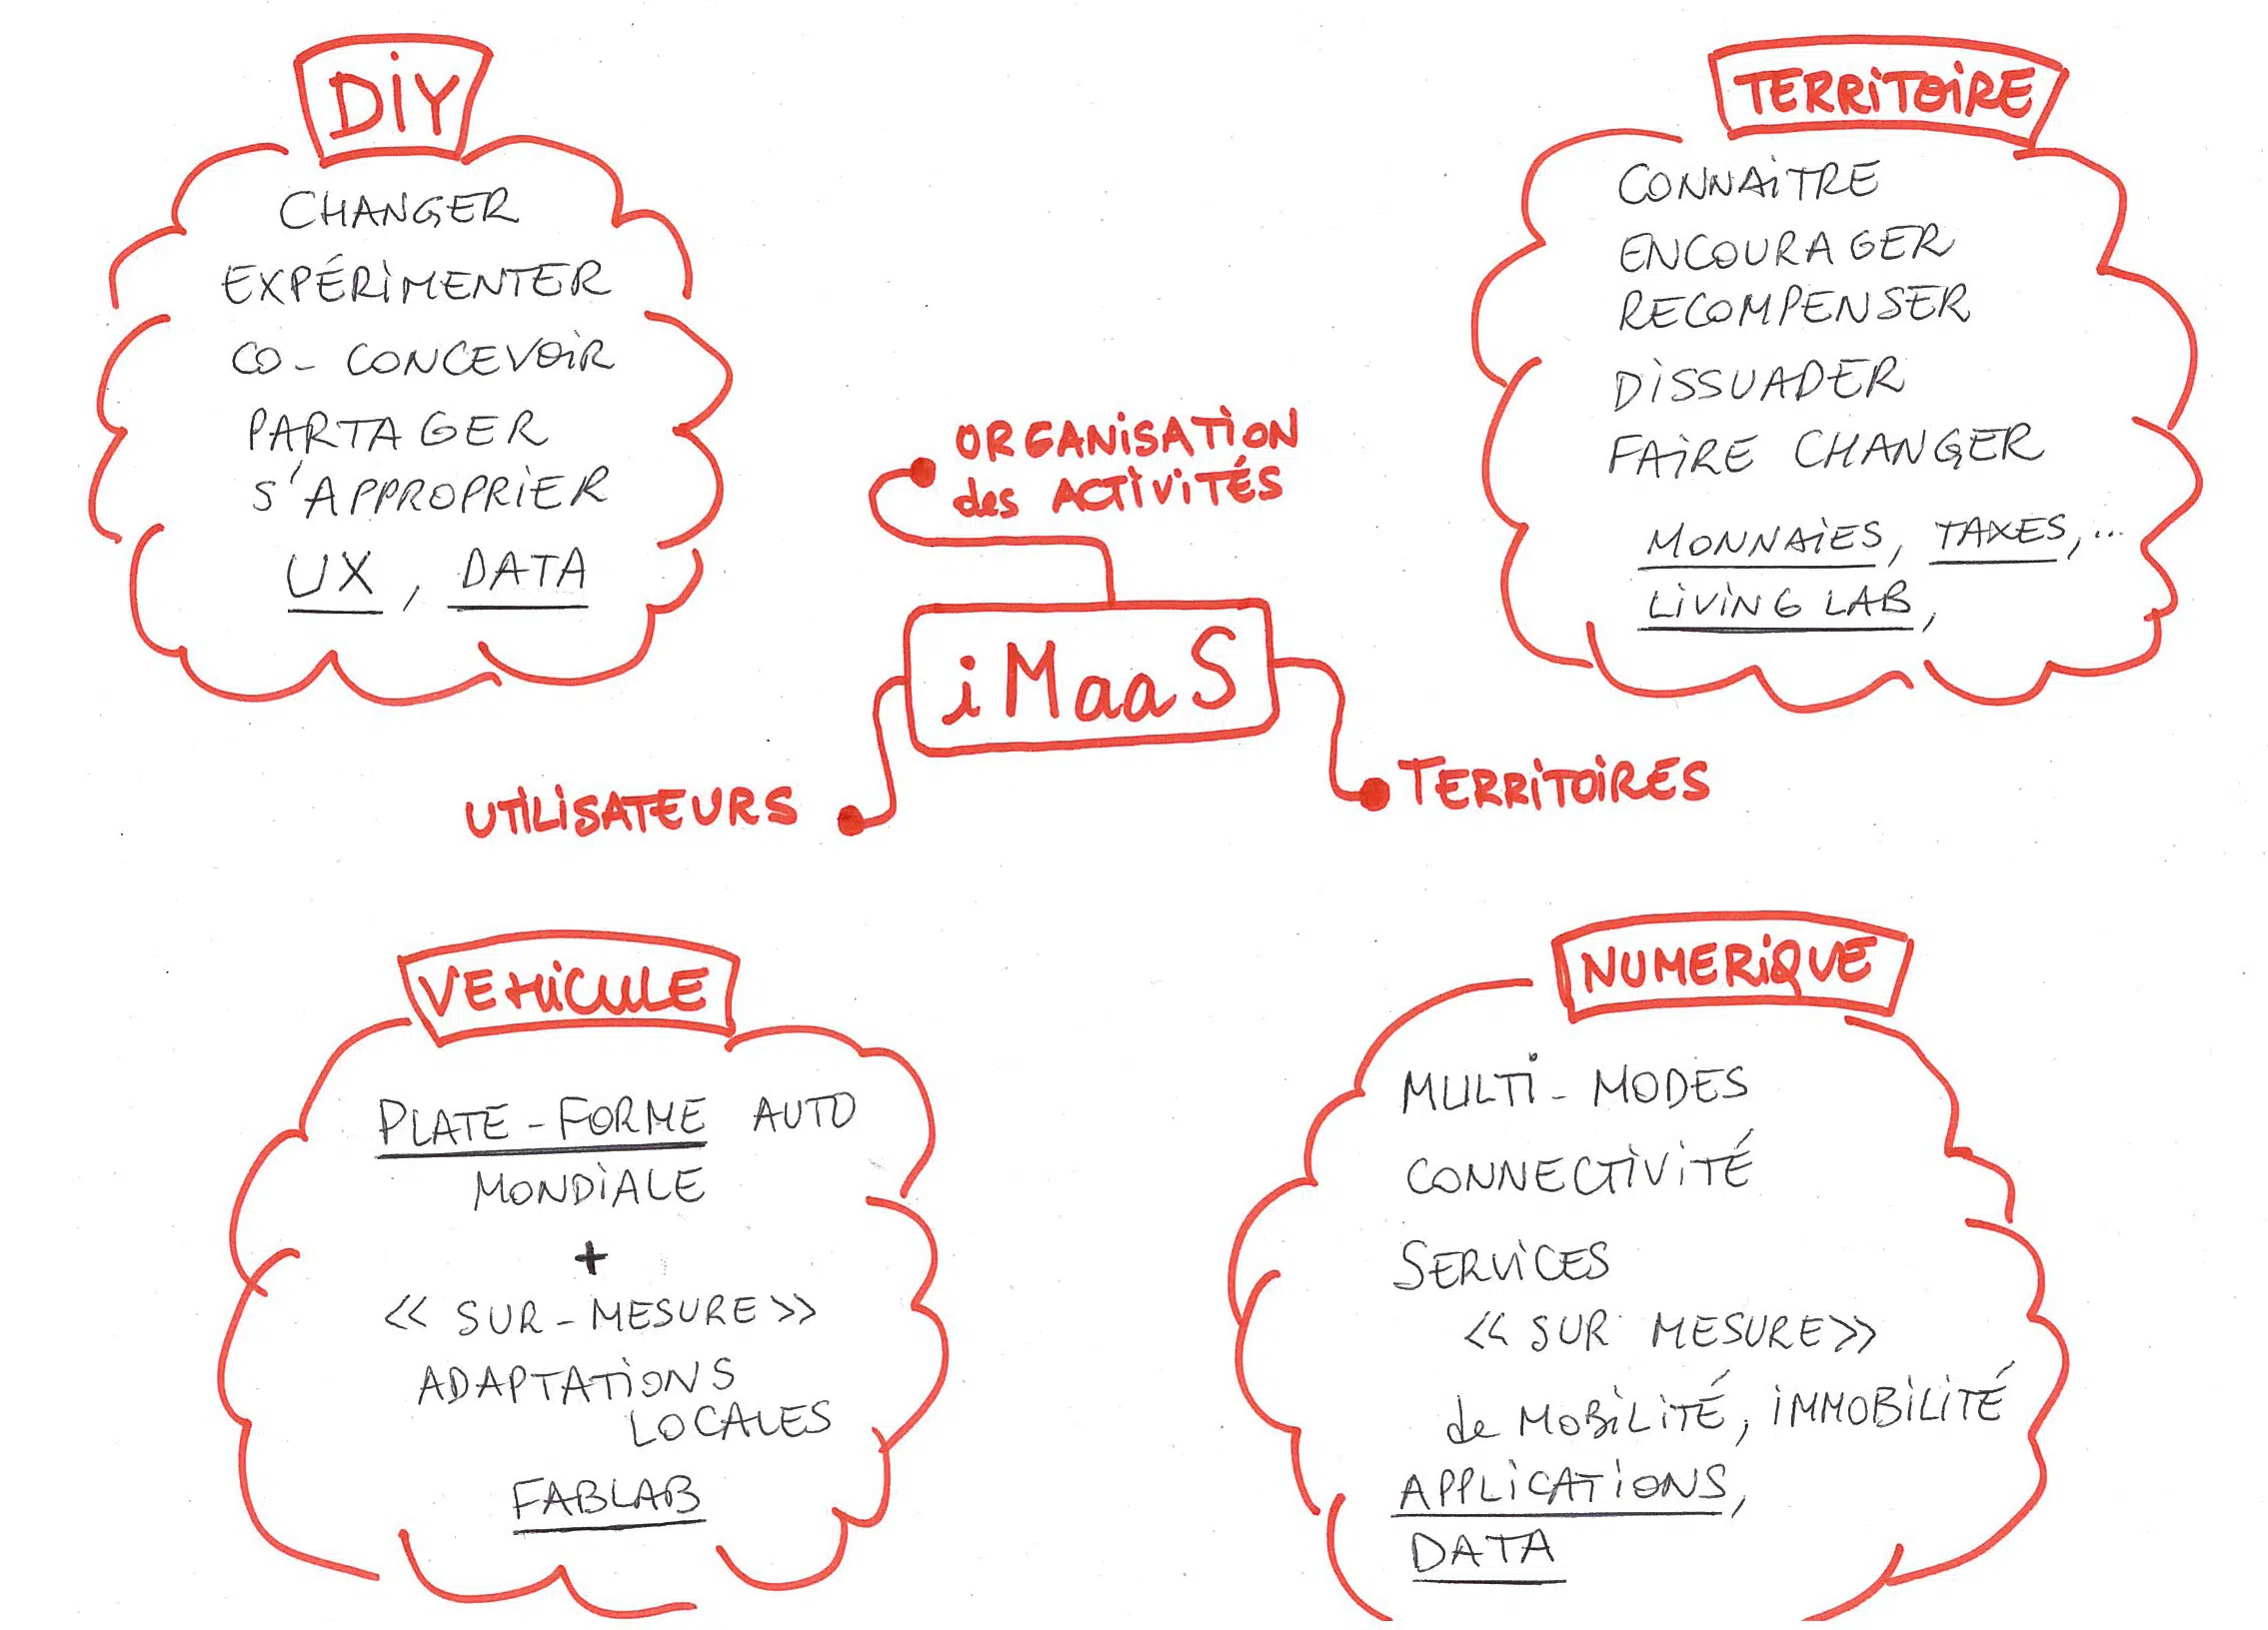 DiY
CHANGER
EXPÉRIMENTER
CO-CONCEVOIR
PARTAGER
S'APPROPRIER
UX, DATA
TERRITOIRE
CONNAITRE
ENCOURAGER
RECOMPENSER
DISSUADER
FAIRE CHANGER
MONNAIES, TAXES,...
LIVING LAB,
ORGANISATION
des ACTIVITÉS
iMaaS
UTILISATEURS
TERRITOIRES
VEHICULE
PLATE-FORME AUTO
MONDIALE
+
<< SUR-MESURE>>
ADAPTATIONS
LOCALES
FABLAB
NUMERIQUE
MULTI-MODES
CONNECTIVITÉ
SERVICES
<< SUR MESURE>>
de MOBILITÉ, IMMOBILITÉ
APPLICATIONS,
DATA